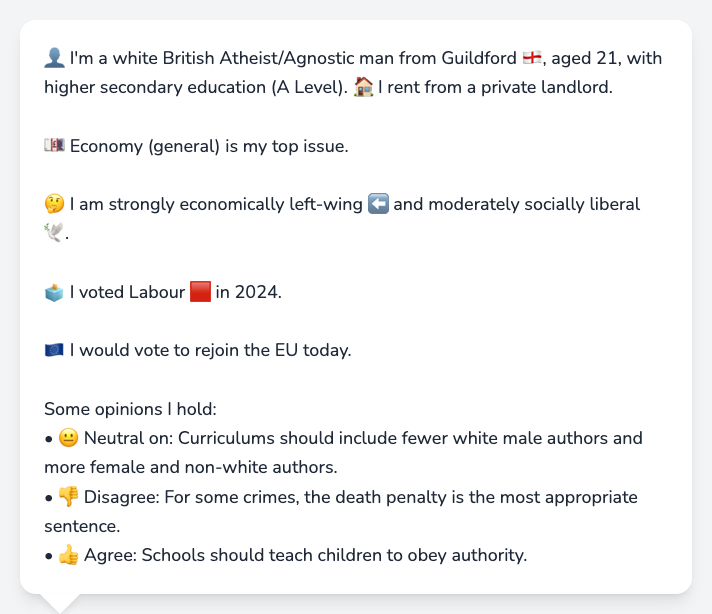 👤 I'm a white British Atheist/Agnostic man from Guildford 🏴󠁧󠁢󠁥󠁮󠁧󠁿, aged 21, with
higher secondary education (A Level). 🏠 I rent from a private landlord.
💷 Economy (general) is my top issue.
🤔 I am strongly economically left-wing ⬅️ and moderately socially liberal
🕊️.
🗳️ I voted Labour 🟥 in 2024.
🇪🇺 I would vote to rejoin the EU today.
Some opinions I hold:
• 😐 Neutral on: Curriculums should include fewer white male authors and
more female and non-white authors.
• 👎 Disagree: For some crimes, the death penalty is the most appropriate
sentence.
• 👍 Agree: Schools should teach children to obey authority.